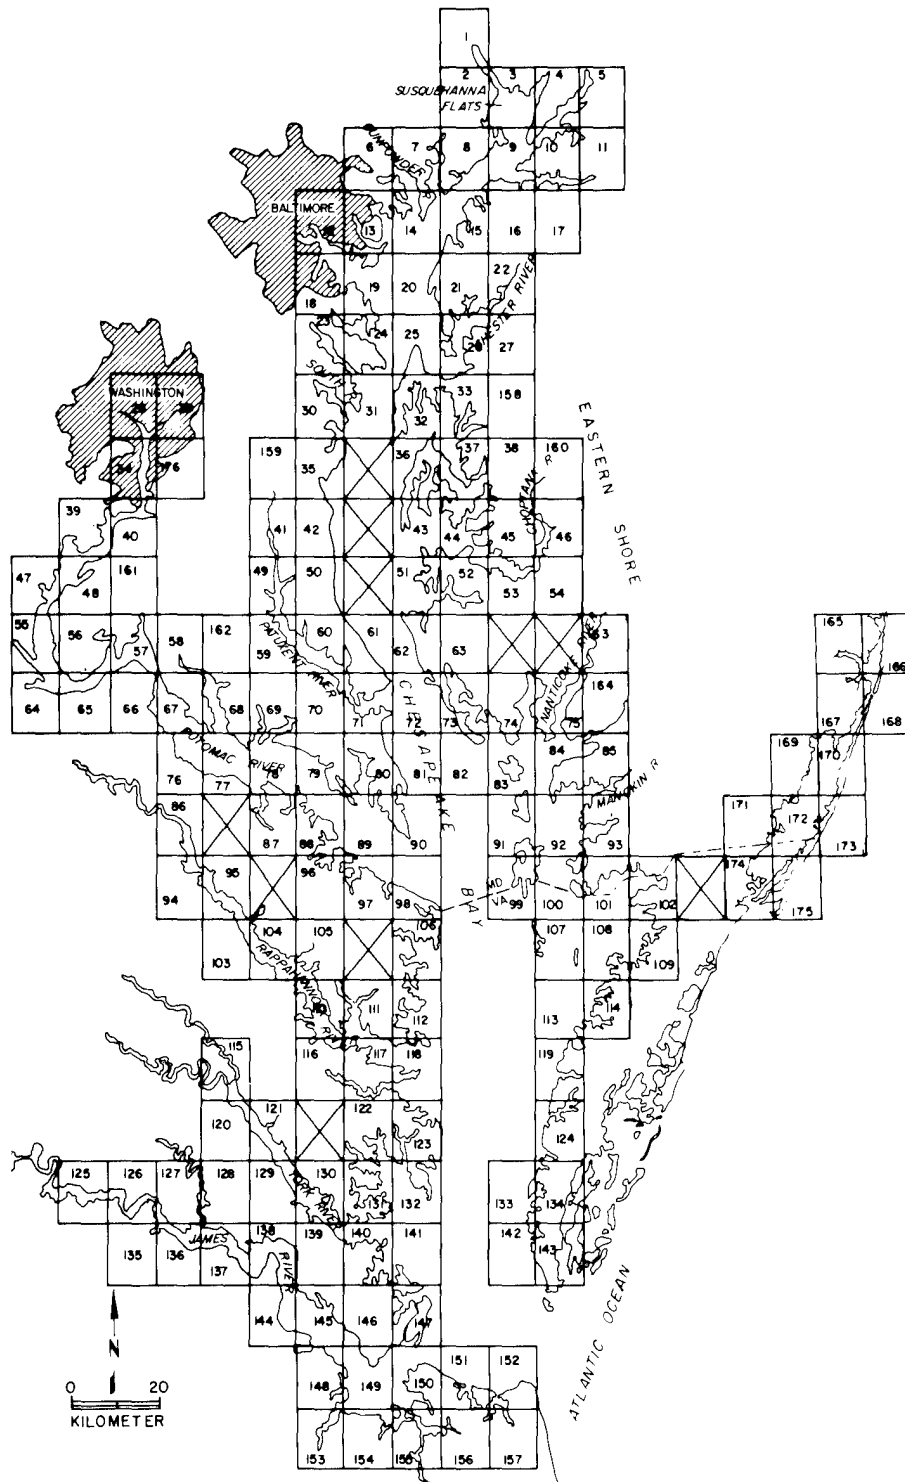 1
2 3 4 5
SUSQUEHANNA
FLATS
6 7 8 9 10 11
GUNPOWDER R
BALTIMORE
12 13 14 15 16 17
18 19 20 21 22
CHESTER RIVER
23 24 25 26 27
SOUTH
WASHINGTON
30 31 32 33 158
34 176 159 35 36 37 38 160
CHOPTANK R
EASTERN SHORE
39
40 41 42 43 44 45 46
47 48 161 49 50 51 52 53 54
55 56 57 58 162 59 60 61 62 63 163 165 166
PATUXENT RIVER
NANTICOKE RIVER
64 65 66 67 68 69 70 71 72 73 74 75 164 167 168
CHESAPEAKE BAY
POTOMAC RIVER
76 77 78 79 80 81 82 83 84 85 169 170
MANOKIN R
86 87 88 89 90 91 92 93 171 172 173
94 95 96 97 98 99 100 101 102 174 175
MD
VA
103 104 105 106 107 108 109
RAPPAHANNOCK RIVER
110 111 112 113 114
115 116 117 118 119
120 121 122 123 124
125 126 127 128 129 130 131 132 133 134
YORK RIVER
135 136 137 138 139 140 141 142 143
JAMES RIVER
144 145 146 147
ATLANTIC OCEAN
N
148 149 150 151 152
0 20
KILOMETER
153 154 155 156 157